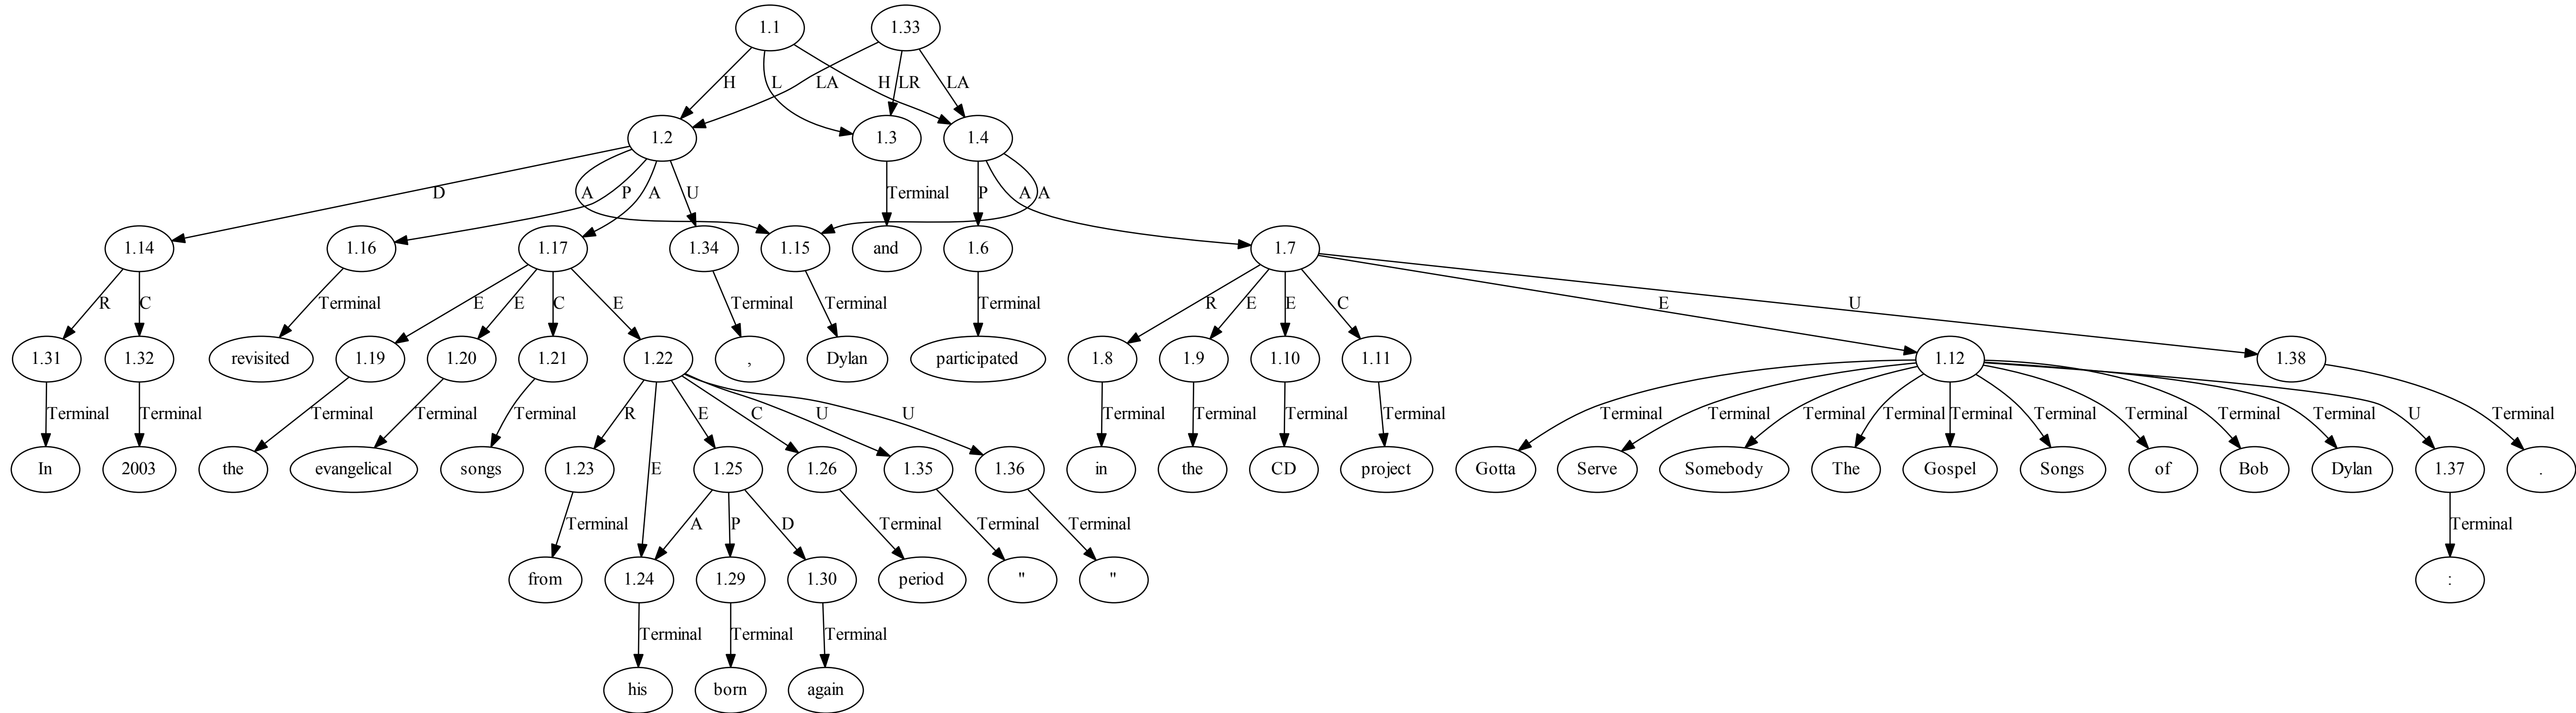 1.1 1.33
H L LA H LR LA
1.2 1.3 1.4
D A P A U Terminal P A A
1.14 1.16 1.17 1.34 1.15 and 1.6 1.7
R C Terminal E E C E Terminal Terminal Terminal R E E C E U
1.31 1.32 revisited 1.19 1.20 1.21 1.22 , Dylan participated 1.8 1.9 1.10 1.11 1.12 1.38
Terminal Terminal Terminal Terminal Terminal R E E C U U Terminal Terminal Terminal Terminal Terminal Terminal Terminal Terminal Terminal Terminal Terminal Terminal Terminal U Terminal
In 2003 the evangelical songs 1.23 1.25 1.26 1.35 1.36 in the CD project Gotta Serve Somebody The Gospel Songs of Bob Dylan 1.37 .
Terminal A P D Terminal Terminal Terminal Terminal
from 1.24 1.29 1.30 period " " :
Terminal Terminal Terminal
his born again